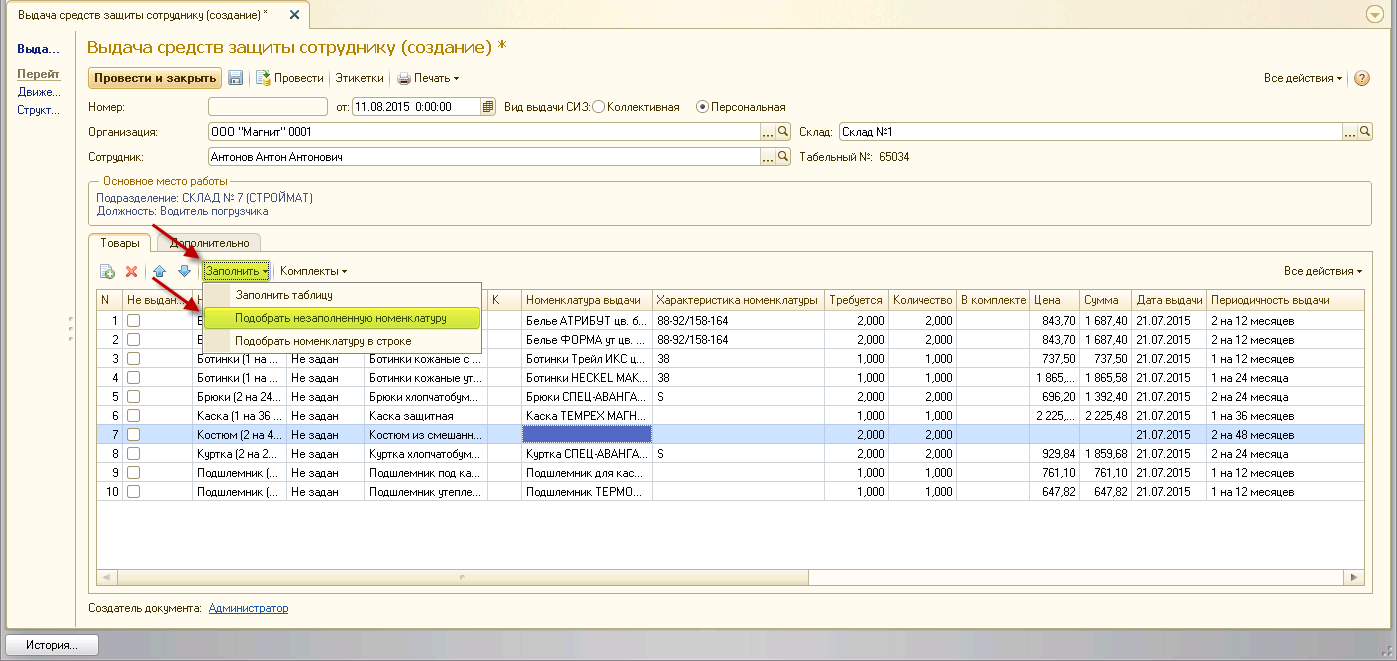 Выдача средств защиты сотруднику (создание) *
Выда...
Перейт
Движе...
Структ...
Выдача средств защиты сотруднику (создание) *
Провести и закрыть Провести Этикетки Печать Все действия
Номер: от: 11.08.2015 0:00:00 Вид выдачи СИЗ: Коллективная Персональная
Организация: ООО "Магнит" 0001 ... Склад: Склад №1 ...
Сотрудник: Антонов Антон Антонович ... Табельный №: 65034
Основное место работы
Подразделение: СКЛАД № 7 (СТРОЙМАТ)
Должность: Водитель погрузчика
Товары Дополнительно
Заполнить Комплекты Все действия
Заполнить таблицу
Подобрать незаполненную номенклатуру
Подобрать номенклатуру в строке
N Не выдан... К Номенклатура выдачи Характеристика номенклатуры Требуется Количество В комплекте Цена Сумма Дата выдачи Периодичность выдачи
1 Белье АТРИБУТ цв. б... 88-92/158-164 2,000 2,000 843,70 1 687,40 21.07.2015 2 на 12 месяцев
2 Белье ФОРМА ут цв. ... 88-92/158-164 2,000 2,000 843,70 1 687,40 21.07.2015 2 на 12 месяцев
3 Ботинки (1 на ... Не задан Ботинки кожаные с ... Ботинки Трейл ИКС ц... 38 1,000 1,000 737,50 737,50 21.07.2015 1 на 12 месяцев
4 Ботинки (1 на ... Не задан Ботинки кожаные ут... Ботинки HECKEL МАК... 38 1,000 1,000 1 865,... 1 865,58 21.07.2015 1 на 24 месяца
5 Брюки (2 на 24... Не задан Брюки хлопчатобум... Брюки СПЕЦ-АВАНГА... S 2,000 2,000 696,20 1 392,40 21.07.2015 2 на 24 месяца
6 Каска (1 на 36 ... Не задан Каска защитная Каска TEMPEX МАГН... 1,000 1,000 2 225,... 2 225,48 21.07.2015 1 на 36 месяцев
7 Костюм (2 на 4... Не задан Костюм из смешанн... 2,000 2,000 21.07.2015 2 на 48 месяцев
8 Куртка (2 на 2... Не задан Куртка хлопчатобум... Куртка СПЕЦ-АВАНГА... S 2,000 2,000 929,84 1 859,68 21.07.2015 2 на 24 месяца
9 Подшлемник (... Не задан Подшлемник под ка... Подшлемник для кас... 1,000 1,000 761,10 761,10 21.07.2015 1 на 12 месяцев
10 Подшлемник (... Не задан Подшлемник утепле... Подшлемник ТЕРМО... 1,000 1,000 647,82 647,82 21.07.2015 1 на 12 месяцев
Создатель документа: Администратор
История...